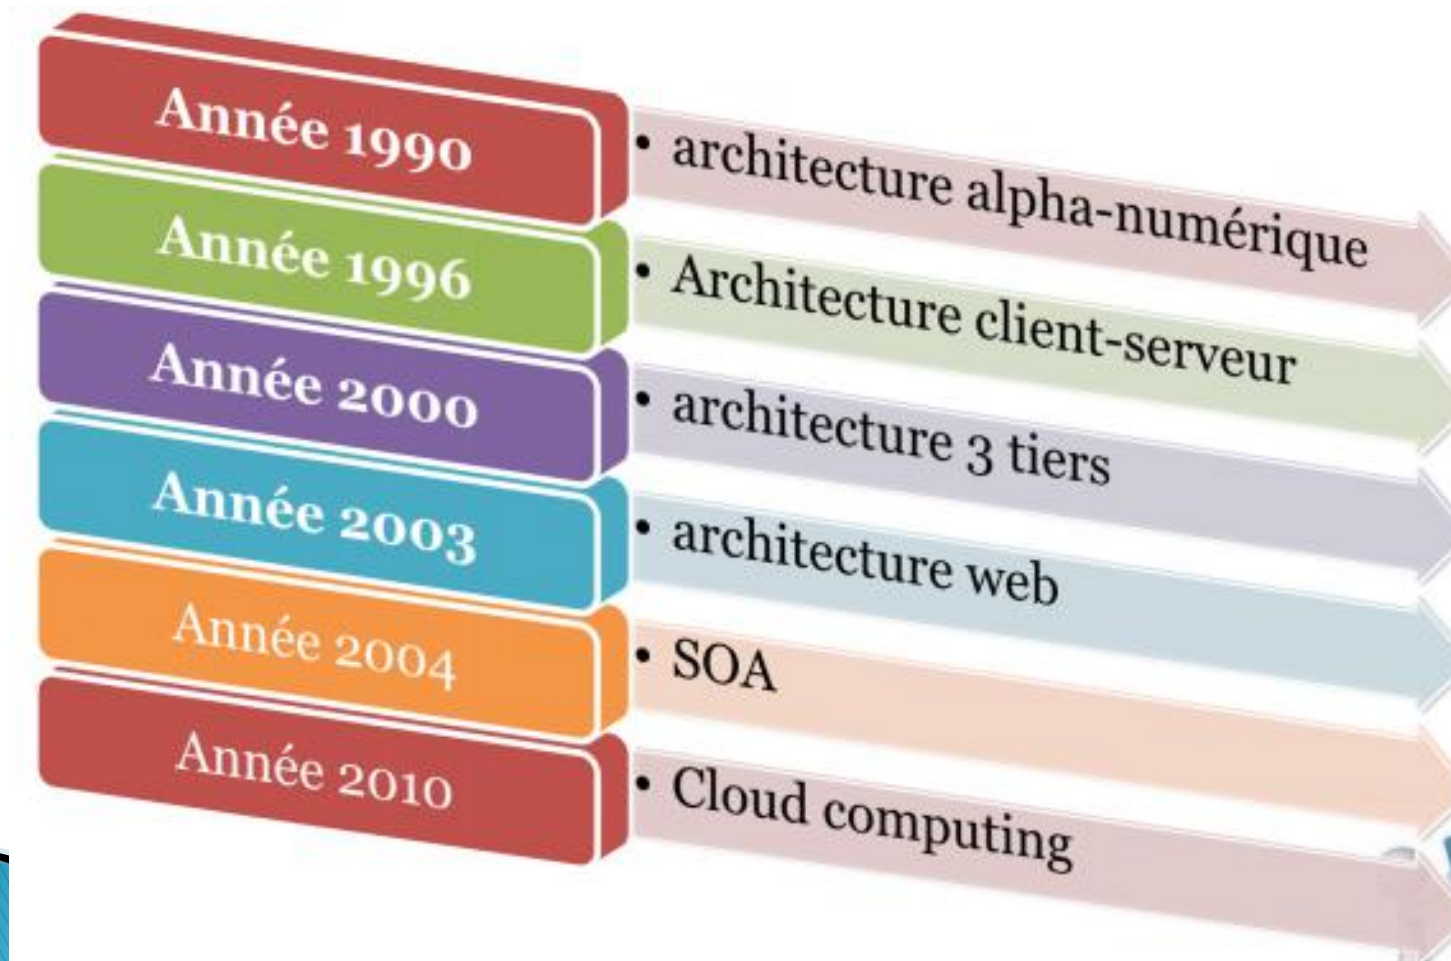 Année 1990
• architecture alpha-numérique
Année 1996
• Architecture client-serveur
Année 2000
• architecture 3 tiers
Année 2003
• architecture web
Année 2004
• SOA
Année 2010
• Cloud computing